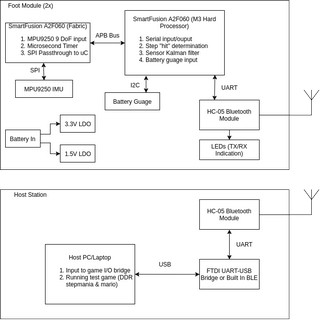 Foot Module (2x)
SmartFusion A2F060 (Fabric)
1. MPU9250 9 DoF input
2. Microsecond Timer
3. SPI Passthrough to uC
APB Bus
SmartFusion A2F060 (M3 Hard
Processor)
1. Serial input/ouput
2. Step "hit" determination
3. Sensor Kalman filter
4. Battery guage input
SPI
MPU9250 IMU
I2C
Battery Guage
UART
HC-05 Bluetooth
Module
LEDs (TX/RX
Indication)
Battery In
3.3V LDO
1.5V LDO
Host Station
HC-05 Bluetooth
Module
UART
Host PC/Laptop
1. Input to game I/O bridge
2. Running test game (DDR
stepmania & mario)
USB
FTDI UART-USB
Bridge or Built In BLE